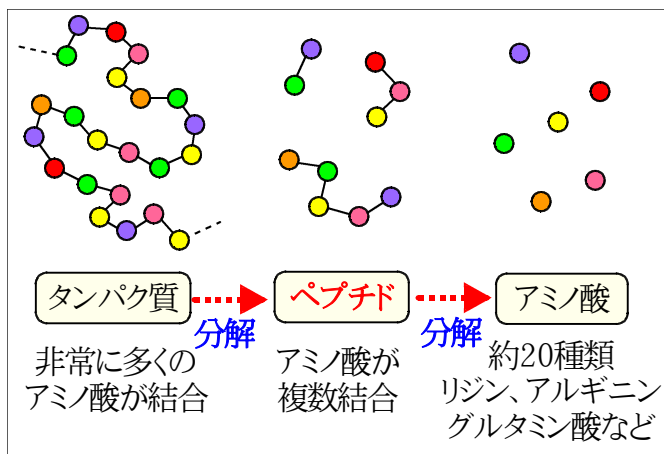 タンパク質
分解
ペプチド
分解
アミノ酸
非常に多くの
アミノ酸が結合
アミノ酸が
複数結合
約20種類
リジン、アルギニン
グルタミン酸など